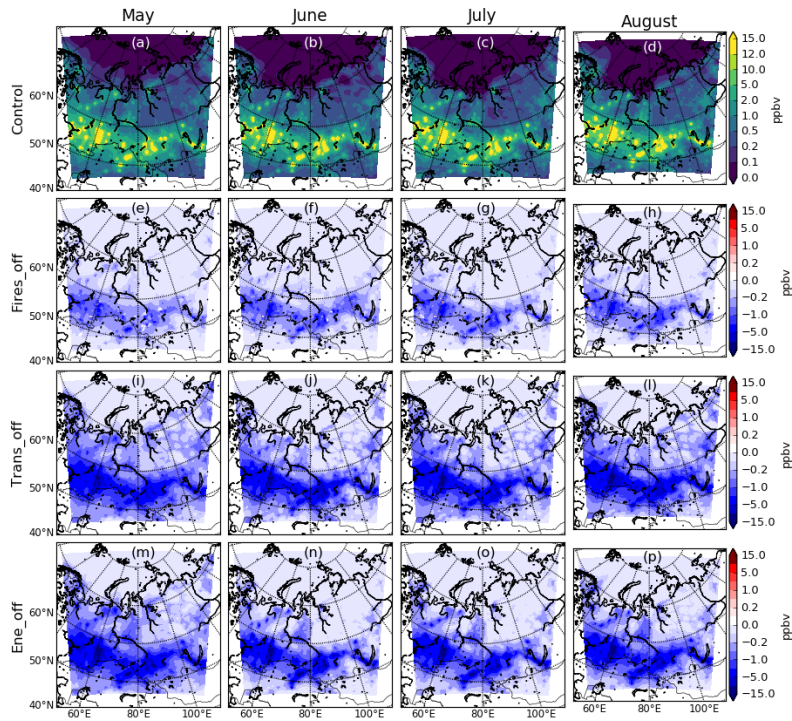 May June July August
(a) (b) (c) (d)
Control
60°N
50°N
40°N
15.0
12.0
10.0
5.0
2.0
1.0
0.5
0.2
0.1
0.0
ppbv
(e) (f) (g) (h)
Fires_off
60°N
50°N
40°N
15.0
5.0
1.0
0.2
0.0
−0.2
−1.0
−5.0
−15.0
ppbv
(i) (j) (k) (l)
Trans_off
60°N
50°N
40°N
15.0
5.0
1.0
0.2
0.0
−0.2
−1.0
−5.0
−15.0
ppbv
(m) (n) (o) (p)
Ene_off
60°N
50°N
40°N
15.0
5.0
1.0
0.2
0.0
−0.2
−1.0
−5.0
−15.0
ppbv
60°E 80°E 100°E 60°E 80°E 100°E 60°E 80°E 100°E 60°E 80°E 100°E